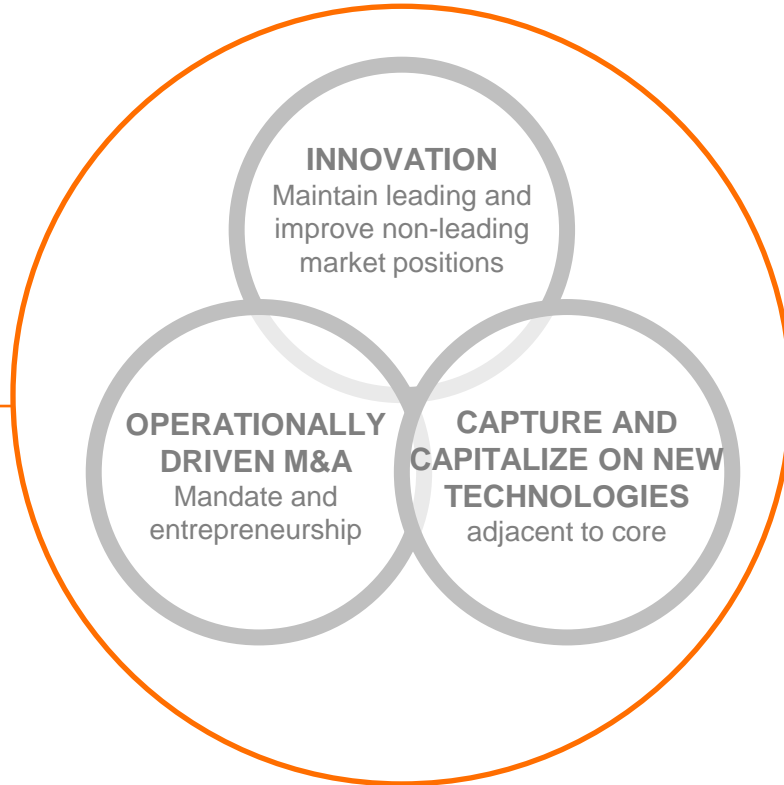 INNOVATION
Maintain leading and
improve non-leading
market positions
OPERATIONALLY
DRIVEN M&A
Mandate and
entrepreneurship
CAPTURE AND
CAPITALIZE ON NEW
TECHNOLOGIES
adjacent to core